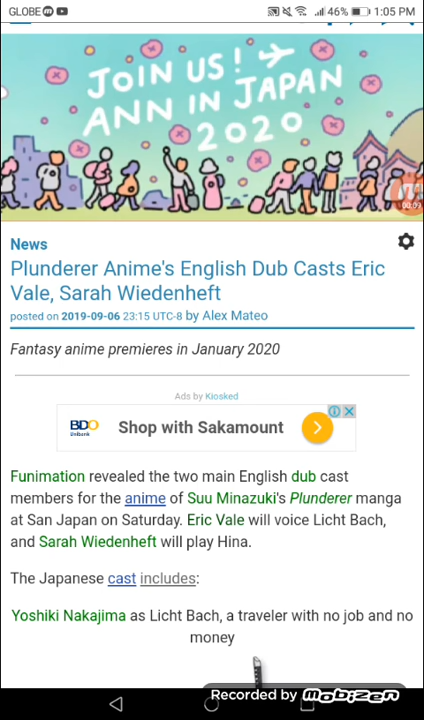 GLOBE 46% 1:05 PM
JOIN US!
ANN IN JAPAN
2020
00:09
News
Plunderer Anime's English Dub Casts Eric
Vale, Sarah Wiedenheft
posted on 2019-09-06 23:15 UTC-8 by Alex Mateo
Fantasy anime premieres in January 2020
Ads by Kiosked
BDO
Unibank
Shop with Sakamount
Funimation revealed the two main English dub cast
members for the anime of Suu Minazuki's Plunderer manga
at San Japan on Saturday. Eric Vale will voice Licht Bach,
and Sarah Wiedenheft will play Hina.
The Japanese cast includes:
Yoshiki Nakajima as Licht Bach, a traveler with no job and no
money
Recorded by Mobizen